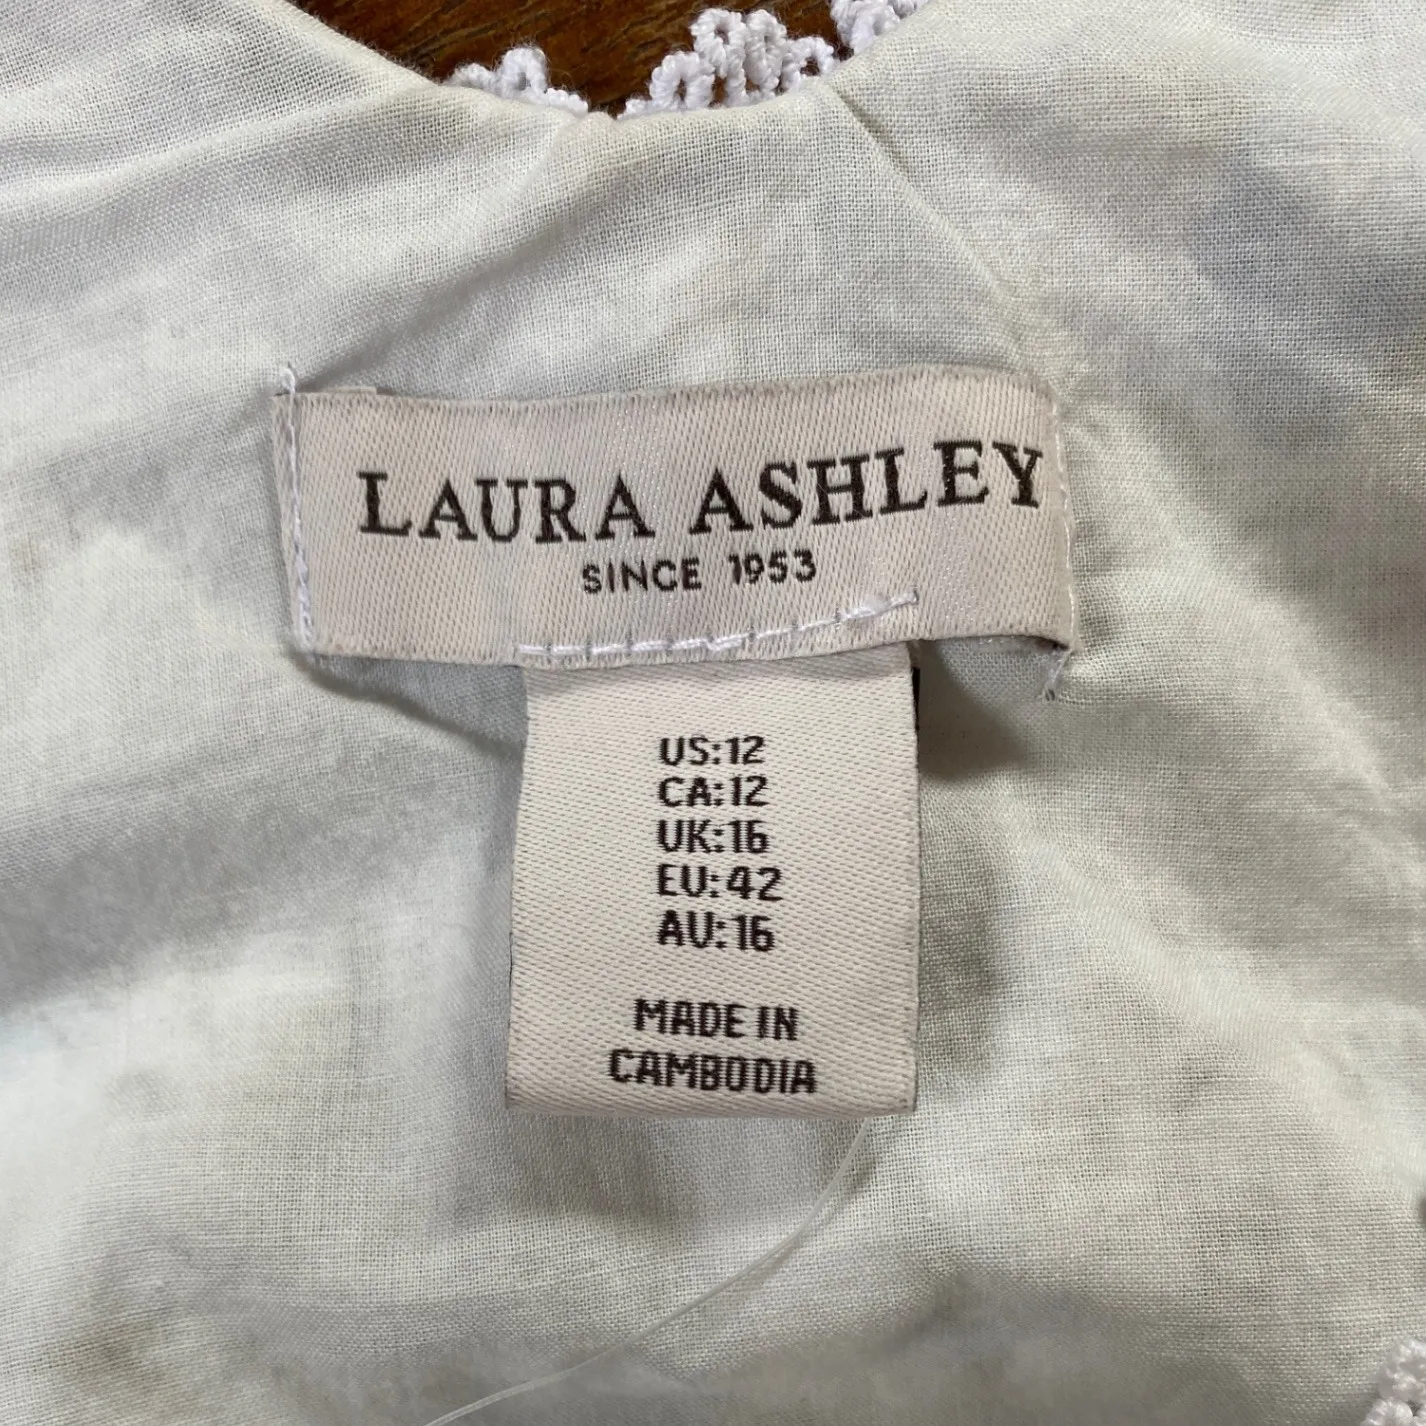 LAURA ASHLEY
SINCE 1953
US:12
CA:12
UK:16
EU:42
AU:16
MADE IN
CAMBODIA